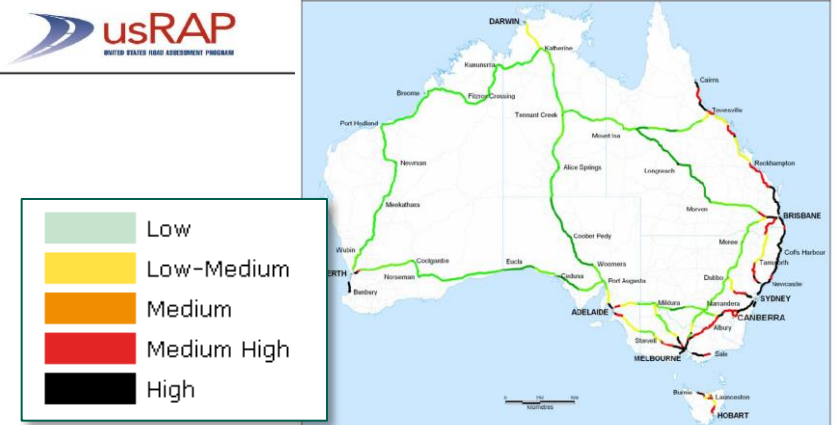 usRAP
UNITED STATES ROAD ASSESSMENT PROGRAM
Low
Low-Medium
Medium
Medium High
High
DARWIN
Katherine
Kununurra
Cairns
Broome
Fitzroy Crossing
Townsville
Tennant Creek
Port Hedland
Mount Isa
Rockhampton
Newman
Alice Springs
Longreach
Meekathara
Morven
BRISBANE
Coober Pedy
Moree
Coffs Harbour
Wubin
Coolgardie
Eucla
Woomera
Tamworth
ERTH
Norseman
Ceduna
Port Augusta
Dubbo
Newcastle
Bunbury
Mildura
Narrandera
SYDNEY
ADELAIDE
CANBERRA
Albury
Stawell
MELBOURNE
Sale
Burnie
Launceston
HOBART
kilometres